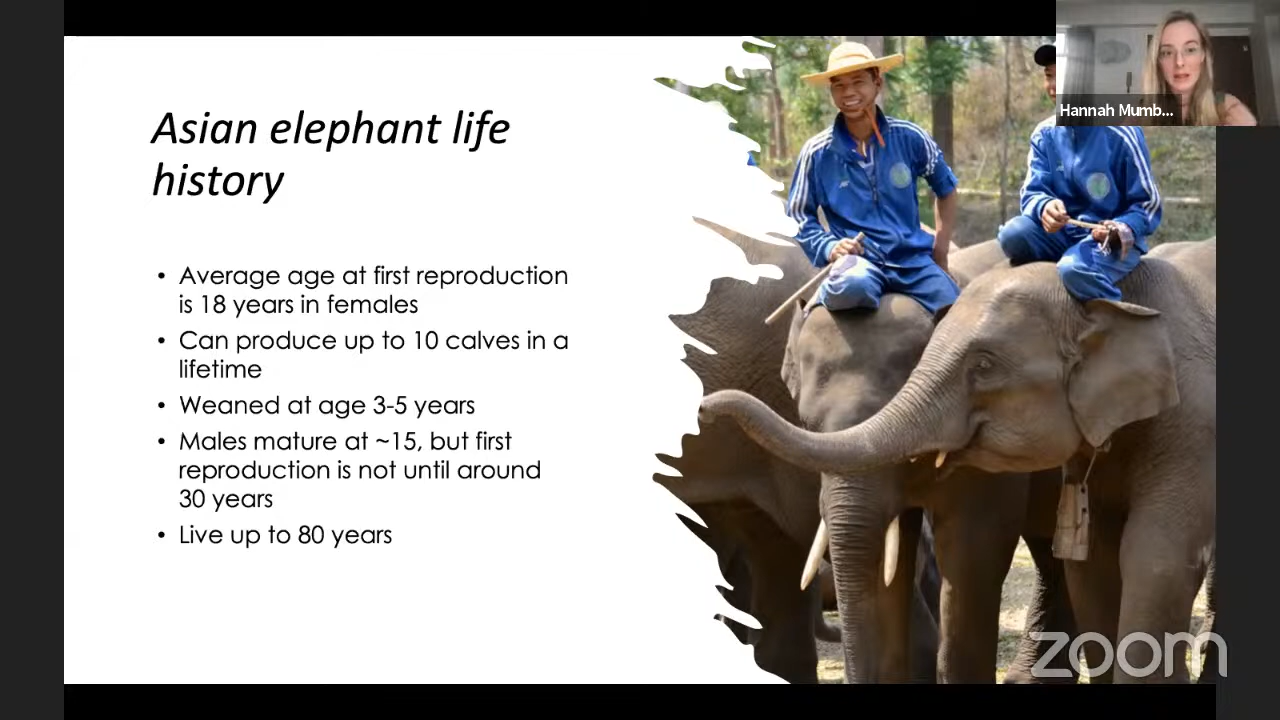 Asian elephant life
history
• Average age at first reproduction
is 18 years in females
• Can produce up to 10 calves in a
lifetime
• Weaned at age 3-5 years
• Males mature at ~15, but first
reproduction is not until around
30 years
• Live up to 80 years
Hannah Mumb...
zoom